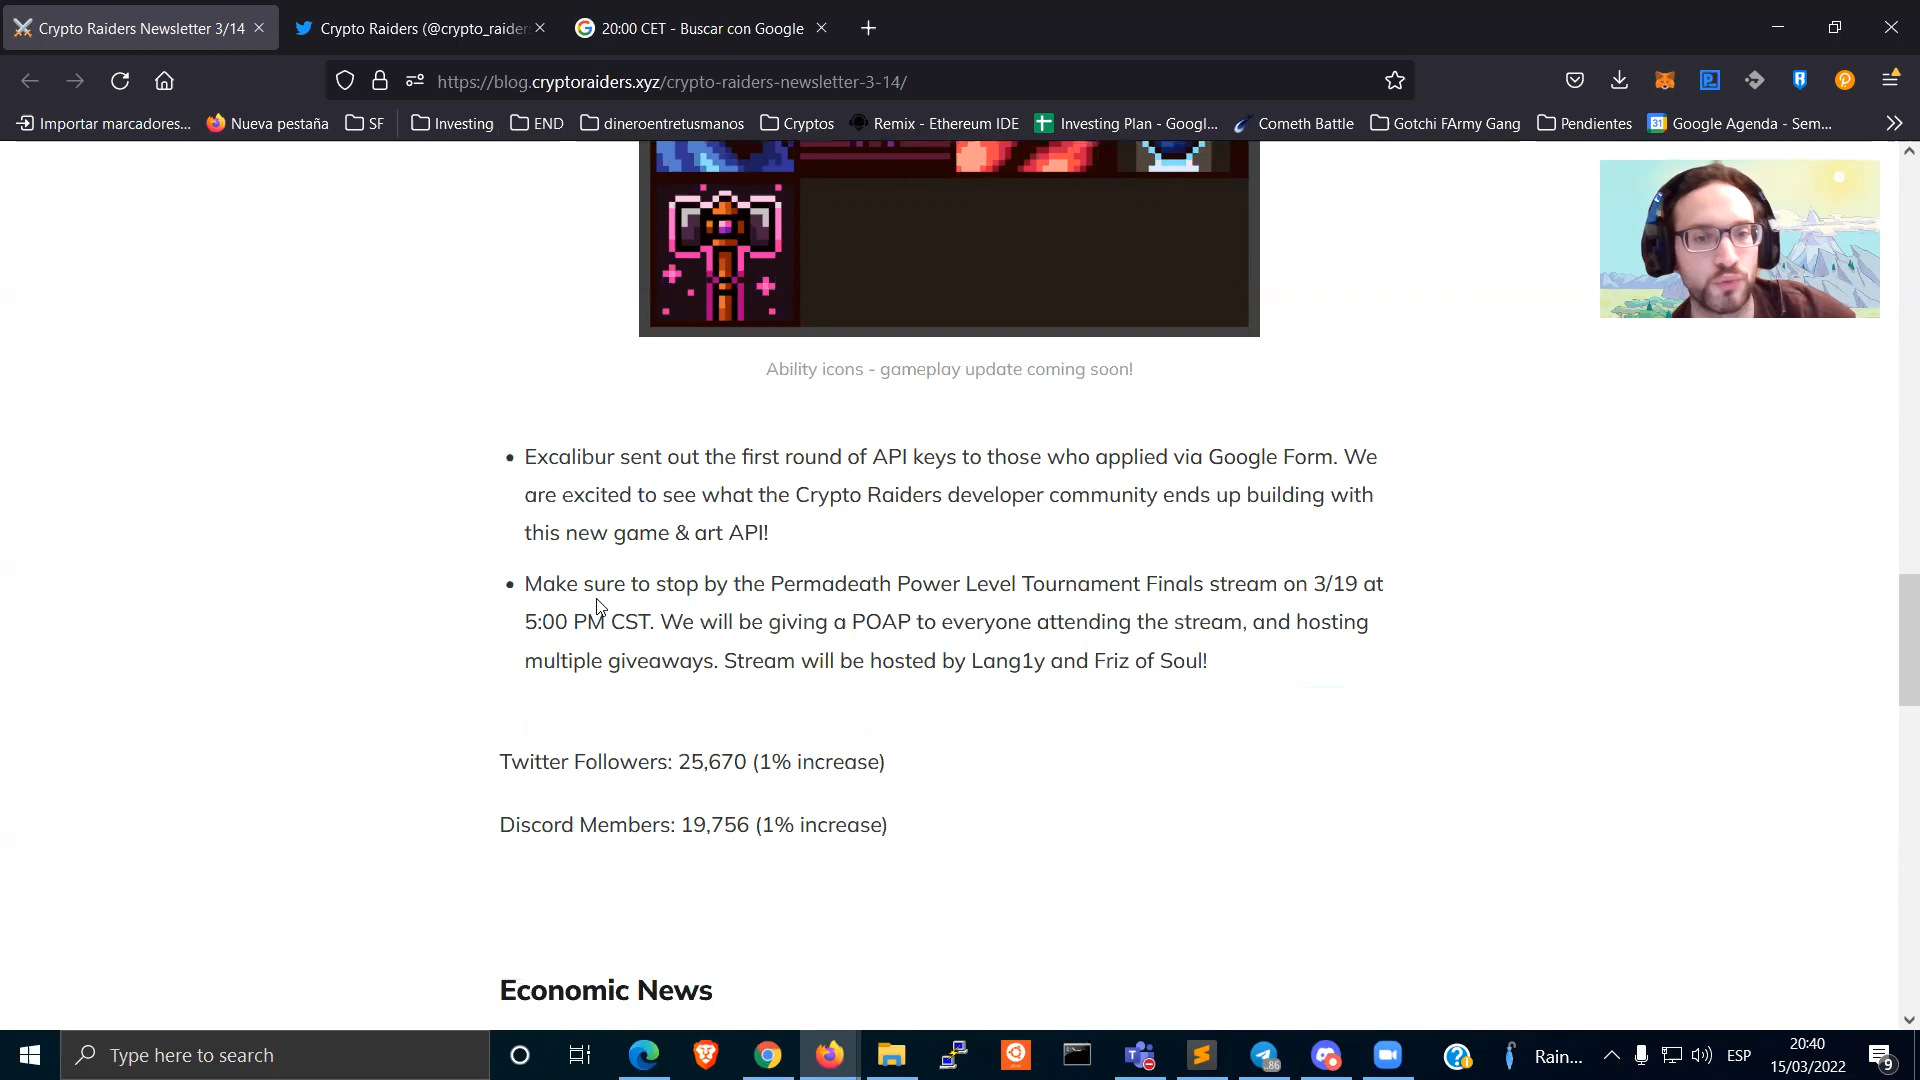 Crypto Raiders Newsletter 3/14
Crypto Raiders (@crypto_raider
20:00 CET - Buscar con Google
https://blog.cryptoraiders.xyz/crypto-raiders-newsletter-3-14/
Importar marcadores...
Nueva pestaña
SF
Investing
END
dineroentretusmanos
Cryptos
Remix - Ethereum IDE
Investing Plan - Googl...
Cometh Battle
Gotchi FArmy Gang
Pendientes
Google Agenda - Sem...
Ability icons - gameplay update coming soon!
Excalibur sent out the first round of API keys to those who applied via Google Form. We
are excited to see what the Crypto Raiders developer community ends up building with
this new game & art API!
Make sure to stop by the Permadeath Power Level Tournament Finals stream on 3/19 at
5:00 PM CST. We will be giving a POAP to everyone attending the stream, and hosting
multiple giveaways. Stream will be hosted by Lang1y and Friz of Soul!
Twitter Followers: 25,670 (1% increase)
Discord Members: 19,756 (1% increase)
Economic News
Type here to search
Rain...
ESP
20:40
15/03/2022
9